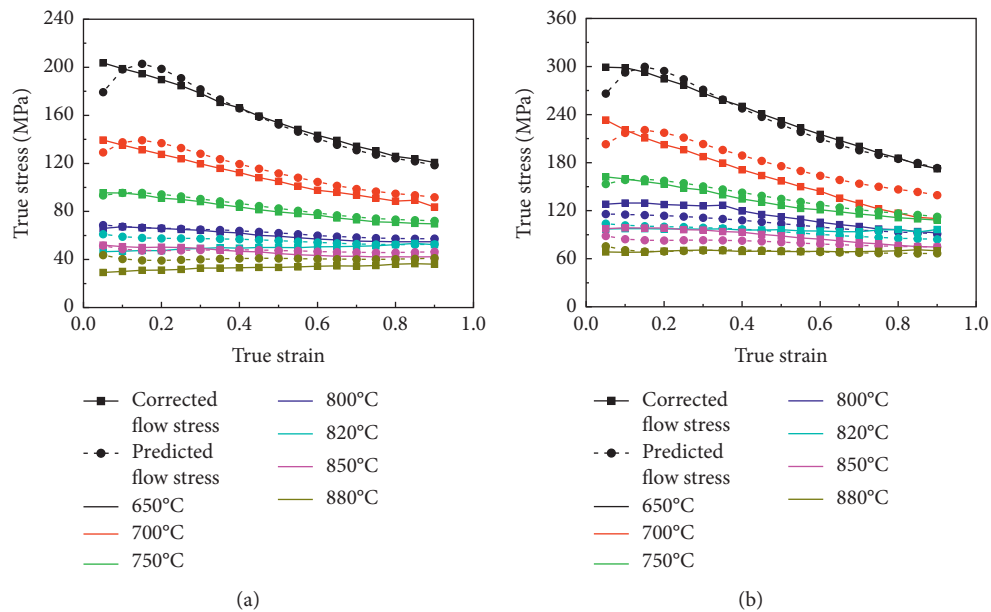 240
200
160
120
80
40
0
True stress (MPa)
0.0 0.2 0.4 0.6 0.8 1.0
True strain
Corrected
flow stress
Predicted
flow stress
650°C
700°C
750°C
800°C
820°C
850°C
880°C
(a)
360
300
240
180
120
60
0
True stress (MPa)
0.0 0.2 0.4 0.6 0.8 1.0
True strain
Corrected
flow stress
Predicted
flow stress
650°C
700°C
750°C
800°C
820°C
850°C
880°C
(b)